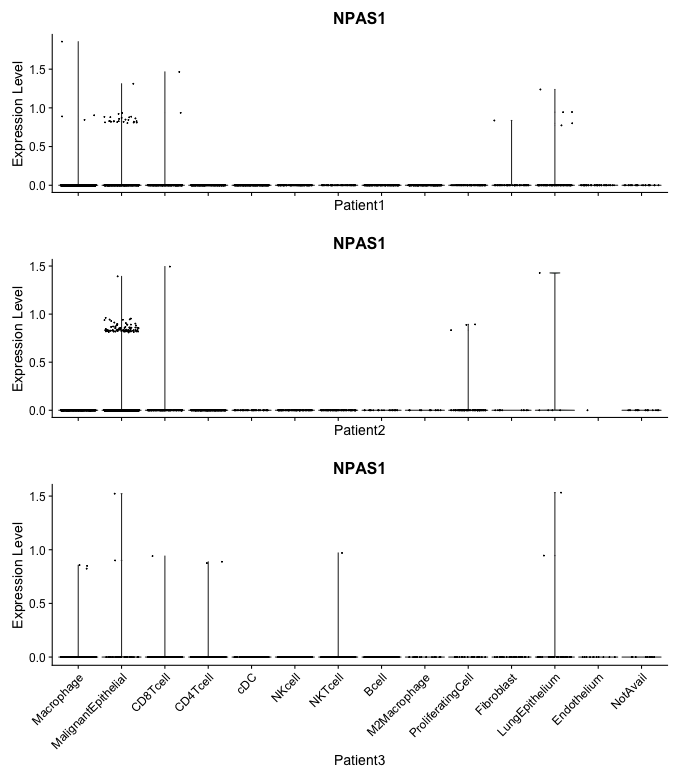 NPAS1
Expression Level
1.5
1.0
0.5
0.0
Patient1
NPAS1
Expression Level
1.5
1.0
0.5
0.0
Patient2
NPAS1
Expression Level
1.5
1.0
0.5
0.0
Macrophage
MalignantEpithelial
CD8Tcell
CD4Tcell
cDC
NKcell
NKTcell
Bcell
M2Macrophage
ProliferatingCell
Fibroblast
LungEpithelium
Endothelium
NotAvail
Patient3